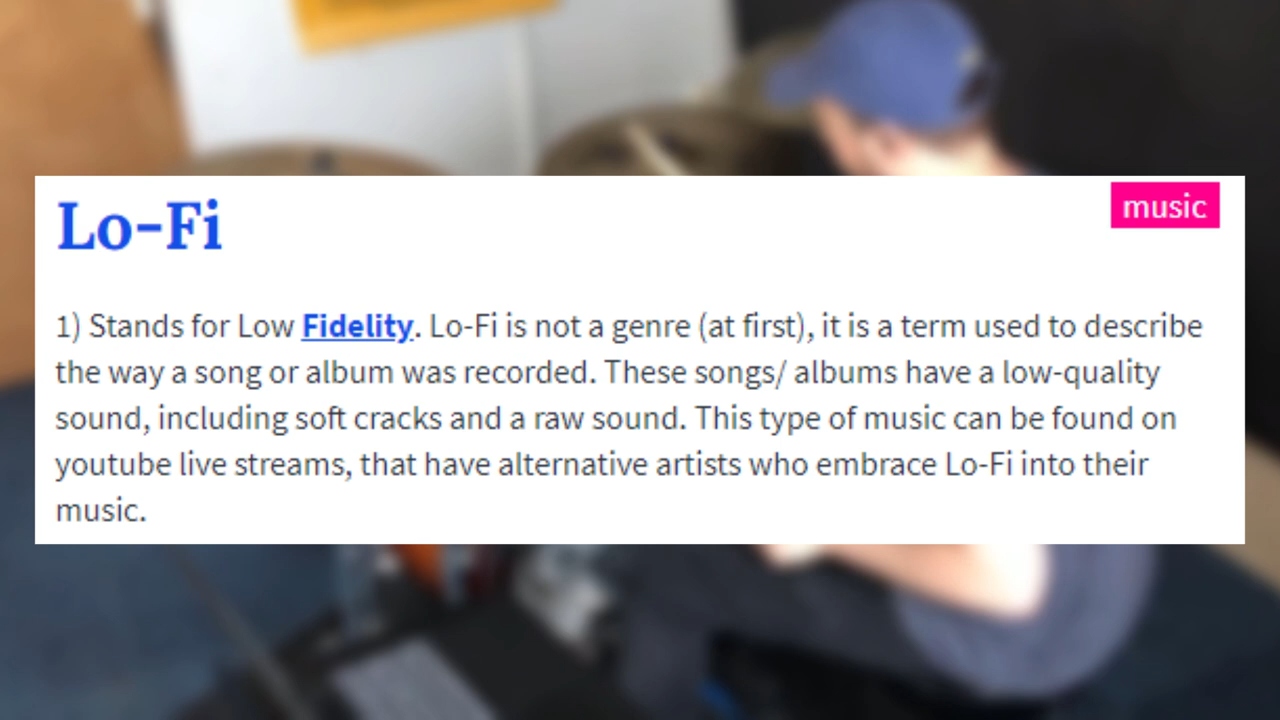 Lo-Fi
music
1) Stands for Low Fidelity. Lo-Fi is not a genre (at first), it is a term used to describe
the way a song or album was recorded. These songs/ albums have a low-quality
sound, including soft cracks and a raw sound. This type of music can be found on
youtube live streams, that have alternative artists who embrace Lo-Fi into their
music.